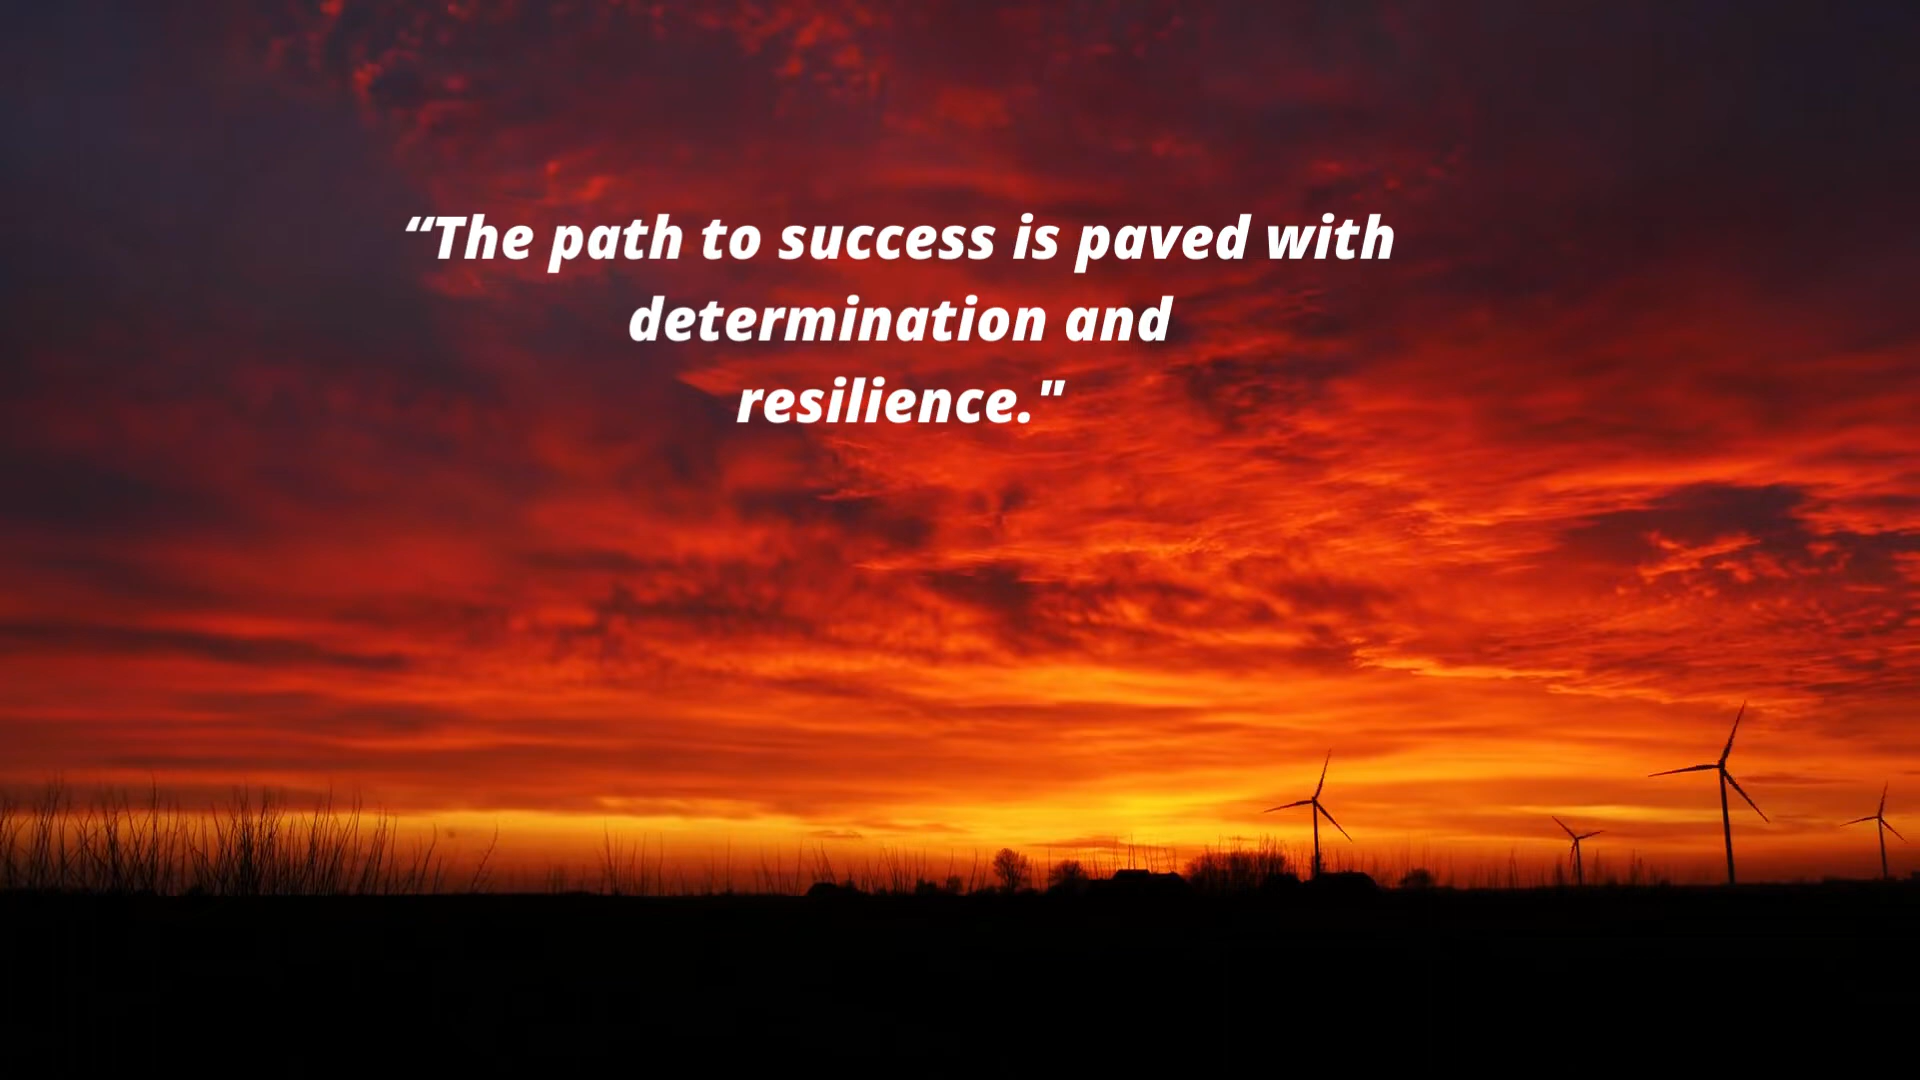 “The path to success is paved with
determination and
resilience."